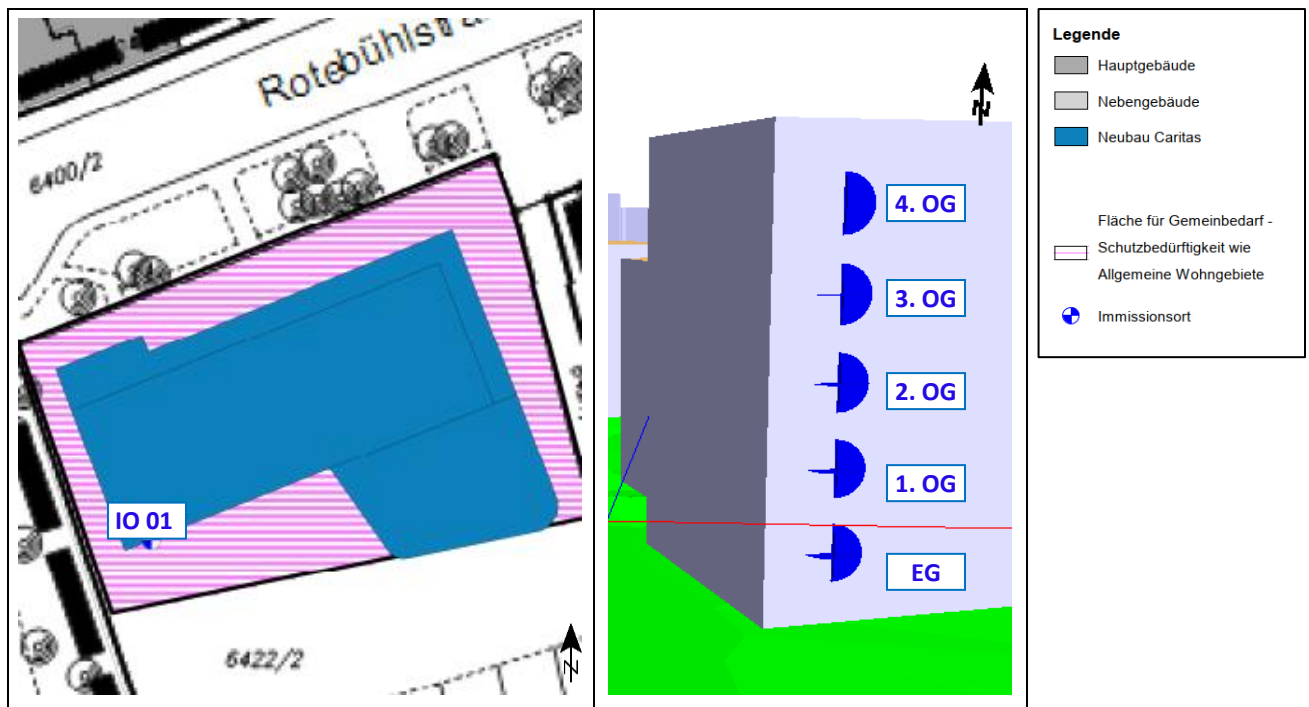 Rotebühlstra
6400/2
IO 01
6422/2
N
N
4. OG
3. OG
2. OG
1. OG
EG
Legende
Hauptgebäude
Nebengebäude
Neubau Caritas
Fläche für Gemeinbedarf -
Schutzbedürftigkeit wie
Allgemeine Wohngebiete
Immissionsort